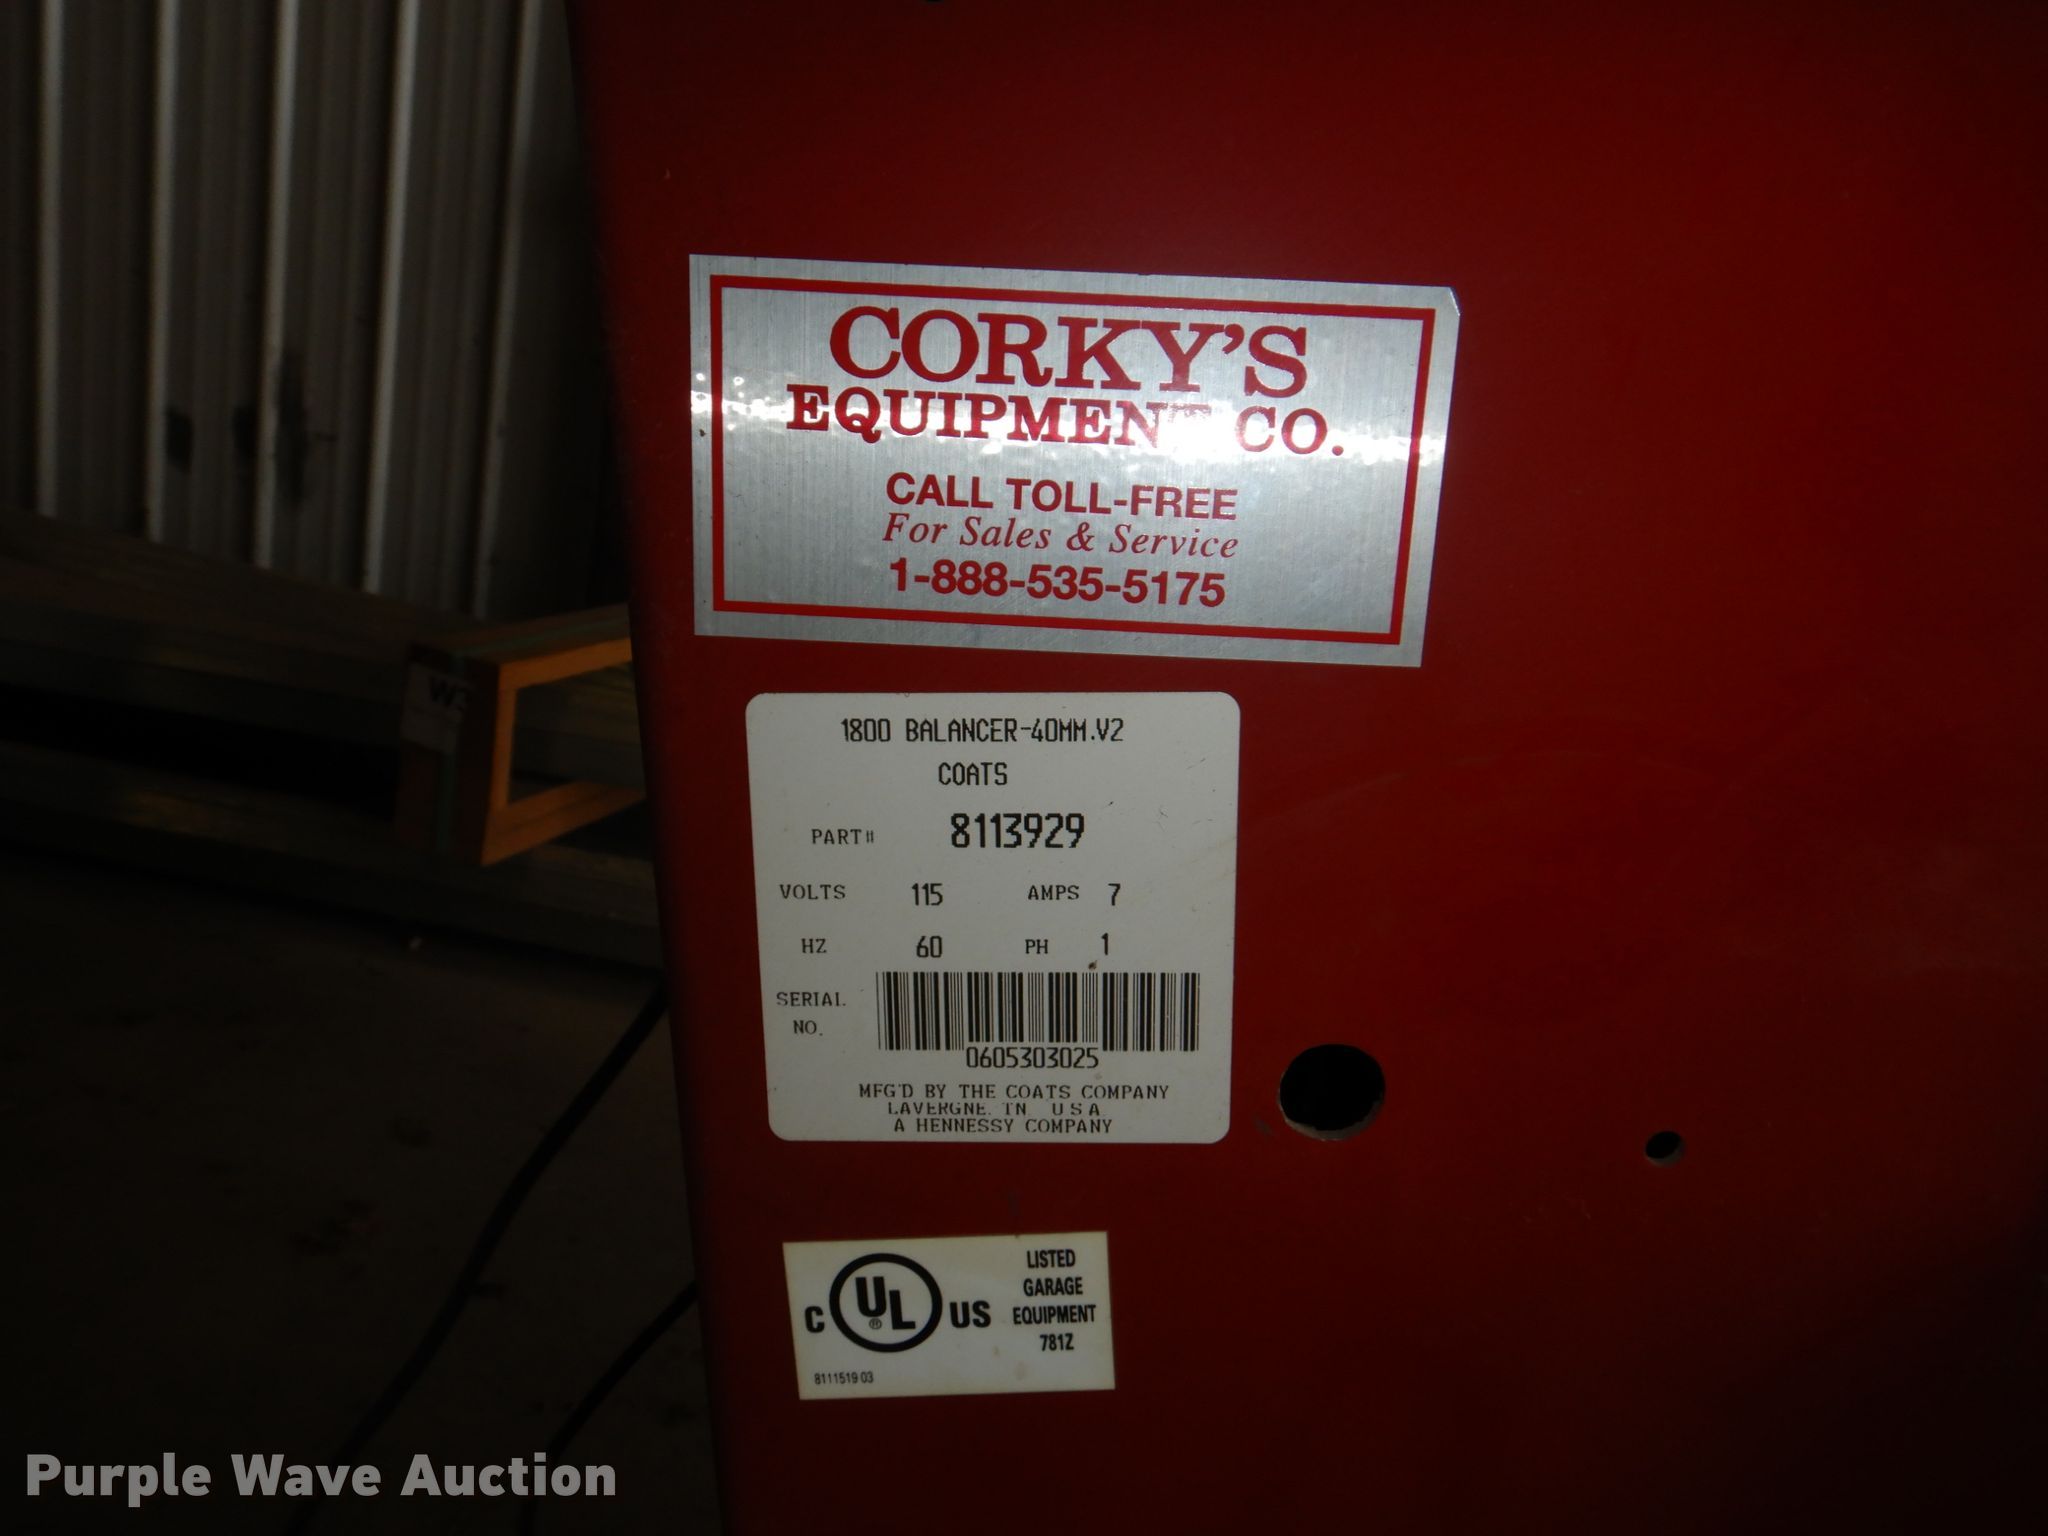 CORKY'S
EQUIPMENT CO.
CALL TOLL-FREE
For Sales & Service
1-888-535-5175
1800 BALANCER-40MM.V2
COATS
PART# 8113929
VOLTS 115 AMPS 7
HZ 60 PH 1
SERIAL
NO.
0605303025
MFG'D BY THE COATS COMPANY
LAVERGNE. TN U S A
A HENNESSY COMPANY
C UL ® US
LISTED
GARAGE
EQUIPMENT
781Z
8111519 03
Purple Wave Auction